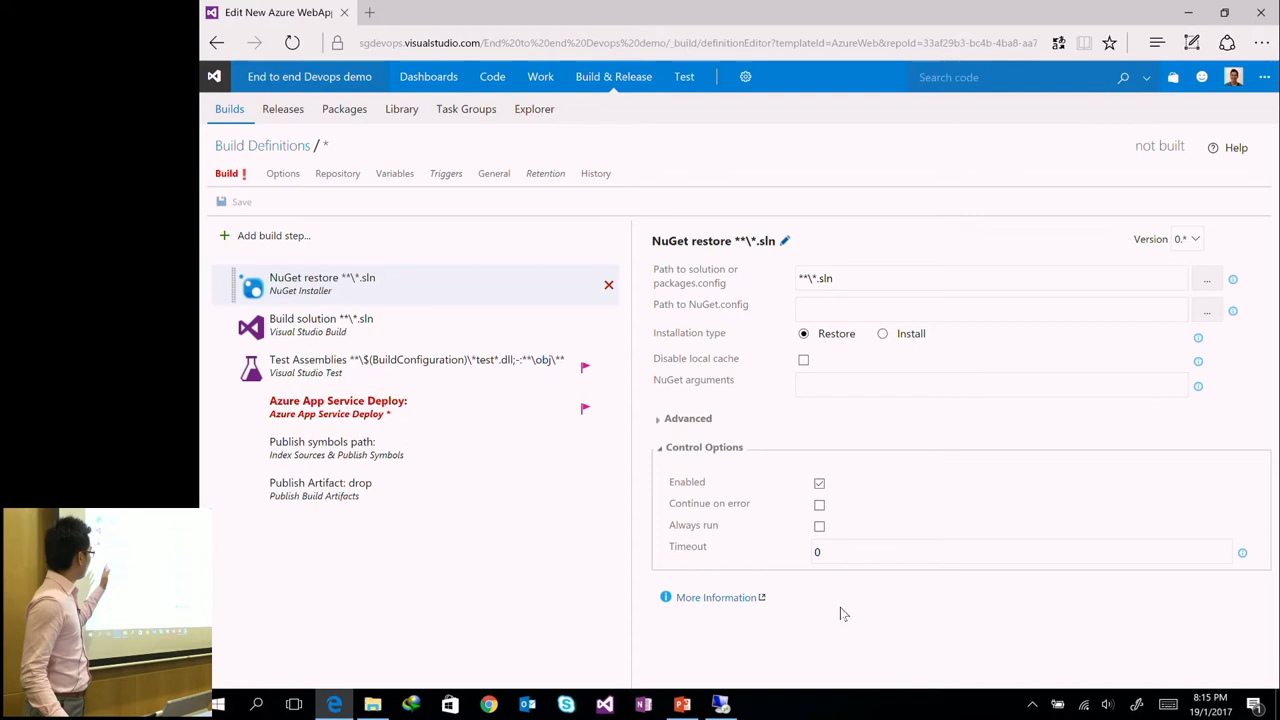 Edit New Azure WebApp
sgdevops.visualstudio.com/End%20to%20end%20Devops%20demo/_build/definitionEditor?templateId=AzureWeb&repoId=33af29b3-bc4b-4ba8-aa7
End to end Devops demo Dashboards Code Work Build & Release Test Search code
Builds Releases Packages Library Task Groups Explorer
Build Definitions / * not built Help
Build ! Options Repository Variables Triggers General Retention History
Save
Add build step...
NuGet restore **\*.sln
NuGet Installer
Build solution **\*.sln
Visual Studio Build
Test Assemblies **\$(BuildConfiguration)\*test*.dll;-:**\obj\**
Visual Studio Test
Azure App Service Deploy:
Azure App Service Deploy *
Publish symbols path:
Index Sources & Publish Symbols
Publish Artifact: drop
Publish Build Artifacts
NuGet restore **\*.sln Version 0.*
Path to solution or
packages.config
**\*.sln ...
Path to NuGet.config ...
Installation type Restore Install
Disable local cache
NuGet arguments
Advanced
Control Options
Enabled
Continue on error
Always run
Timeout 0
More Information
8:15 PM
19/1/2017